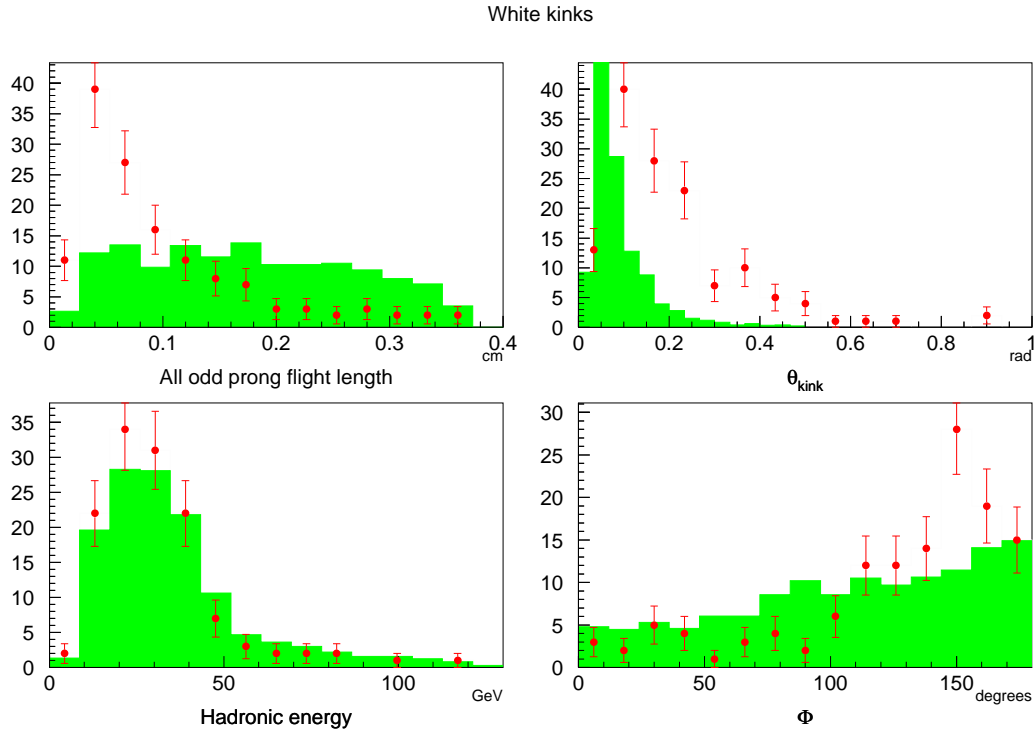 White kinks
40
35
30
25
20
15
10
5
0
0 0.1 0.2 0.3 0.4
cm
All odd prong flight length
40
35
30
25
20
15
10
5
0
0 0.2 0.4 0.6 0.8 1
rad
θkink
35
30
25
20
15
10
5
0
0 50 100
GeV
Hadronic energy
30
25
20
15
10
5
0
0 50 100 150
degrees
Φ